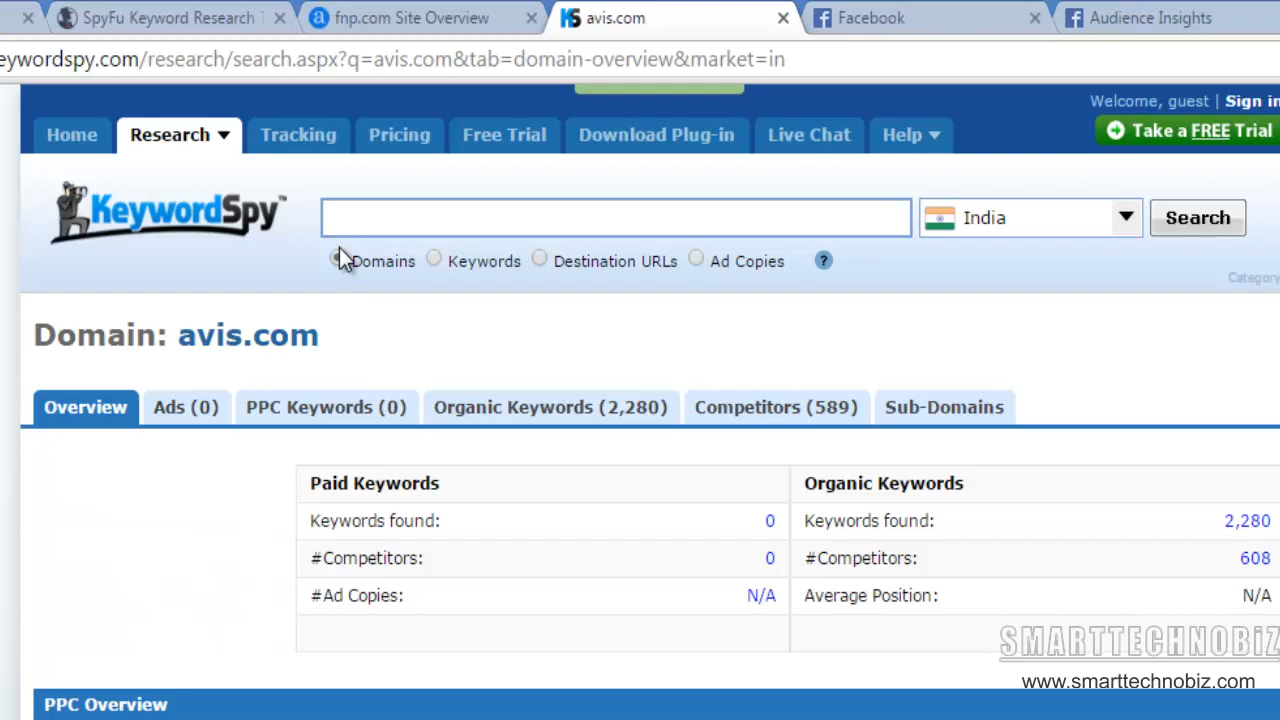 SpyFu Keyword Research
fnp.com Site Overview
avis.com
Facebook
Audience Insights
eywordspy.com/research/search.aspx?q=avis.com&tab=domain-overview&market=in
Welcome, guest | Sign in
Home
Research
Tracking
Pricing
Free Trial
Download Plug-in
Live Chat
Help
Take a FREE Trial
KeywordSpy™
India
Search
Domains
Keywords
Destination URLs
Ad Copies
?
Category
Domain: avis.com
Overview
Ads (0)
PPC Keywords (0)
Organic Keywords (2,280)
Competitors (589)
Sub-Domains
Paid Keywords
Organic Keywords
Keywords found: 0
Keywords found: 2,280
#Competitors: 0
#Competitors: 608
#Ad Copies: N/A
Average Position: N/A
SMARTTECHNOBIZ
www.smarttechnobiz.com
PPC Overview